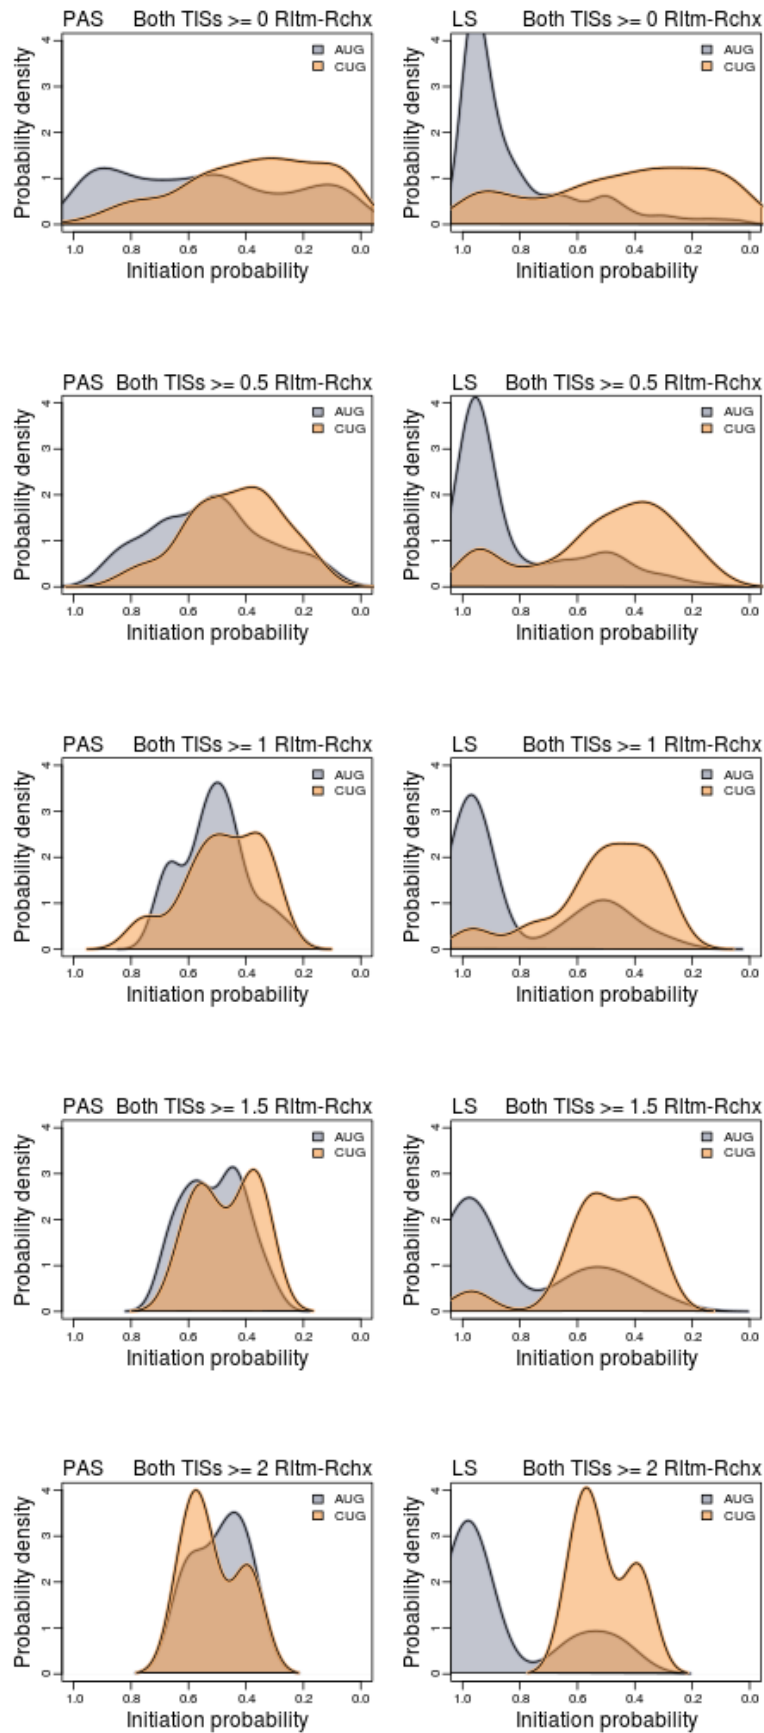 PAS Both TISs >= 0 Rltm-Rchx
Probability density
4
3
2
1
0
AUG
CUG
1.0 0.8 0.6 0.4 0.2 0.0
Initiation probability
LS Both TISs >= 0 Rltm-Rchx
Probability density
4
3
2
1
0
AUG
CUG
1.0 0.8 0.6 0.4 0.2 0.0
Initiation probability
PAS Both TISs >= 0.5 Rltm-Rchx
Probability density
4
3
2
1
0
AUG
CUG
1.0 0.8 0.6 0.4 0.2 0.0
Initiation probability
LS Both TISs >= 0.5 Rltm-Rchx
Probability density
4
3
2
1
0
AUG
CUG
1.0 0.8 0.6 0.4 0.2 0.0
Initiation probability
PAS Both TISs >= 1 Rltm-Rchx
Probability density
4
3
2
1
0
AUG
CUG
1.0 0.8 0.6 0.4 0.2 0.0
Initiation probability
LS Both TISs >= 1 Rltm-Rchx
Probability density
4
3
2
1
0
AUG
CUG
1.0 0.8 0.6 0.4 0.2 0.0
Initiation probability
PAS Both TISs >= 1.5 Rltm-Rchx
Probability density
4
3
2
1
0
AUG
CUG
1.0 0.8 0.6 0.4 0.2 0.0
Initiation probability
LS Both TISs >= 1.5 Rltm-Rchx
Probability density
4
3
2
1
0
AUG
CUG
1.0 0.8 0.6 0.4 0.2 0.0
Initiation probability
PAS Both TISs >= 2 Rltm-Rchx
Probability density
4
3
2
1
0
AUG
CUG
1.0 0.8 0.6 0.4 0.2 0.0
Initiation probability
LS Both TISs >= 2 Rltm-Rchx
Probability density
4
3
2
1
0
AUG
CUG
1.0 0.8 0.6 0.4 0.2 0.0
Initiation probability